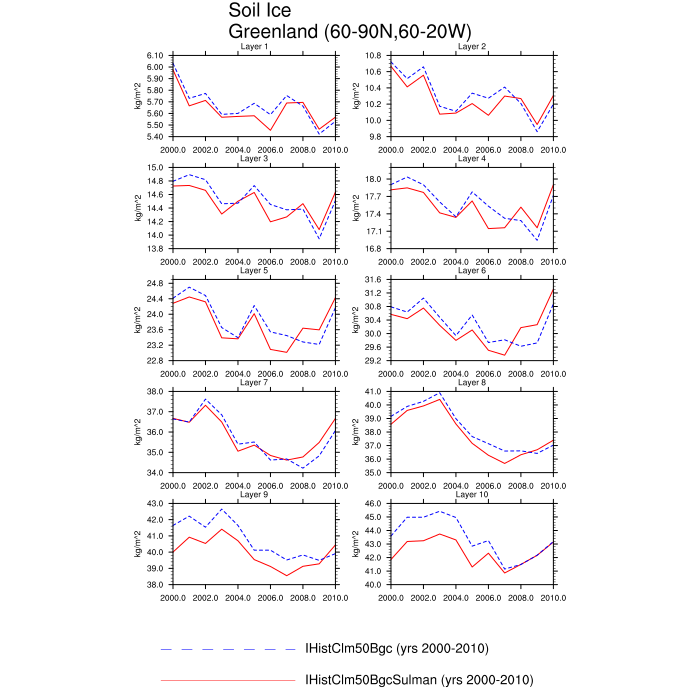 Soil Ice
Greenland (60-90N,60-20W)
Layer 1
6.10
6.00
5.90
5.80
5.70
5.60
5.50
5.40
kg/m^2
2000.0 2002.0 2004.0 2006.0 2008.0 2010.0
Layer 2
10.8
10.6
10.4
10.2
10.0
9.8
kg/m^2
2000.0 2002.0 2004.0 2006.0 2008.0 2010.0
Layer 3
15.0
14.8
14.6
14.4
14.2
14.0
13.8
kg/m^2
2000.0 2002.0 2004.0 2006.0 2008.0 2010.0
Layer 4
18.0
17.7
17.4
17.1
16.8
kg/m^2
2000.0 2002.0 2004.0 2006.0 2008.0 2010.0
Layer 5
24.8
24.4
24.0
23.6
23.2
22.8
kg/m^2
2000.0 2002.0 2004.0 2006.0 2008.0 2010.0
Layer 6
31.6
31.2
30.8
30.4
30.0
29.6
29.2
kg/m^2
2000.0 2002.0 2004.0 2006.0 2008.0 2010.0
Layer 7
38.0
37.0
36.0
35.0
34.0
kg/m^2
2000.0 2002.0 2004.0 2006.0 2008.0 2010.0
Layer 8
41.0
40.0
39.0
38.0
37.0
36.0
35.0
kg/m^2
2000.0 2002.0 2004.0 2006.0 2008.0 2010.0
Layer 9
43.0
42.0
41.0
40.0
39.0
38.0
kg/m^2
2000.0 2002.0 2004.0 2006.0 2008.0 2010.0
Layer 10
46.0
45.0
44.0
43.0
42.0
41.0
40.0
kg/m^2
2000.0 2002.0 2004.0 2006.0 2008.0 2010.0
IHistClm50Bgc (yrs 2000-2010)
IHistClm50BgcSulman (yrs 2000-2010)